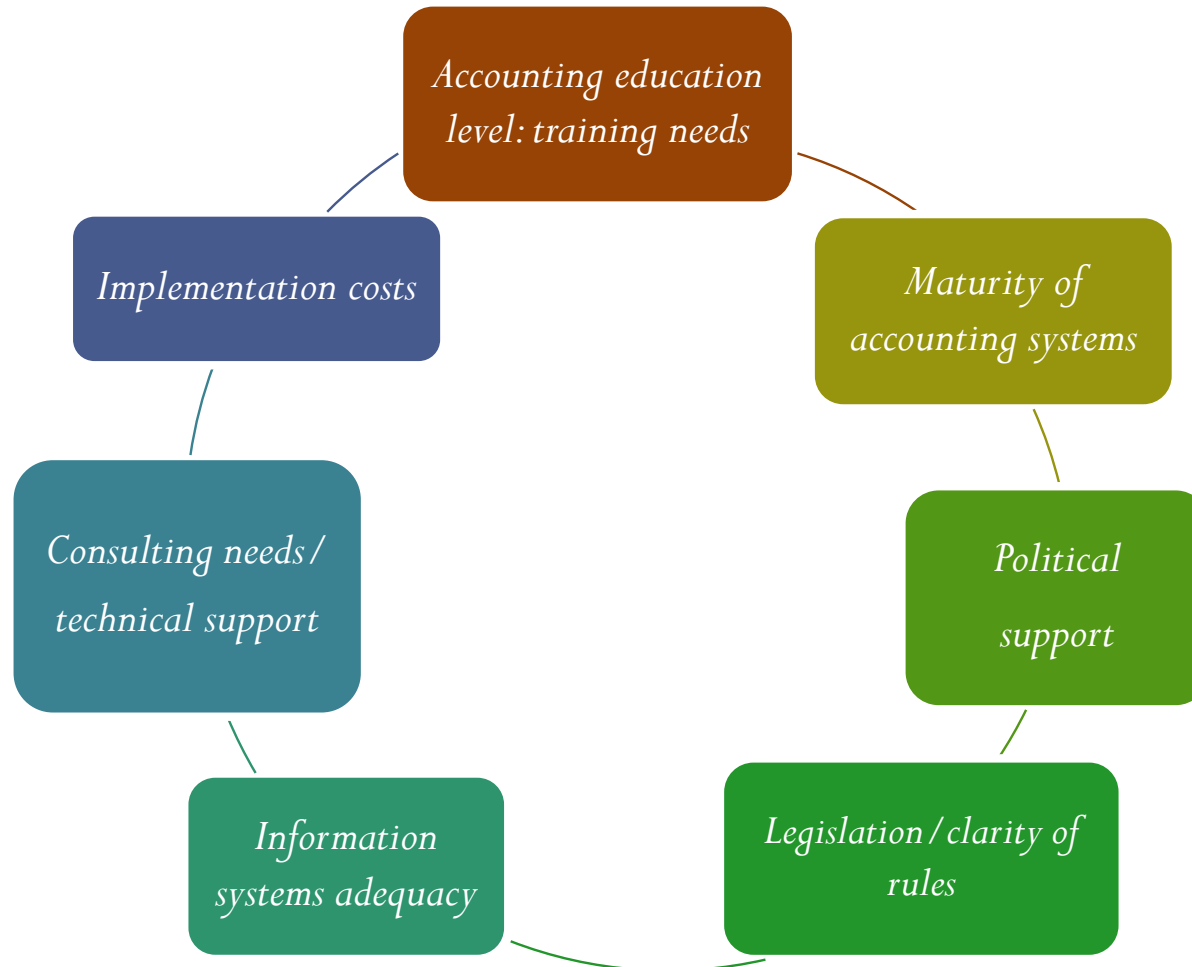 Accounting education
level: training needs
Maturity of
accounting systems
Political
support
Legislation/clarity of
rules
Information
systems adequacy
Consulting needs/
technical support
Implementation costs